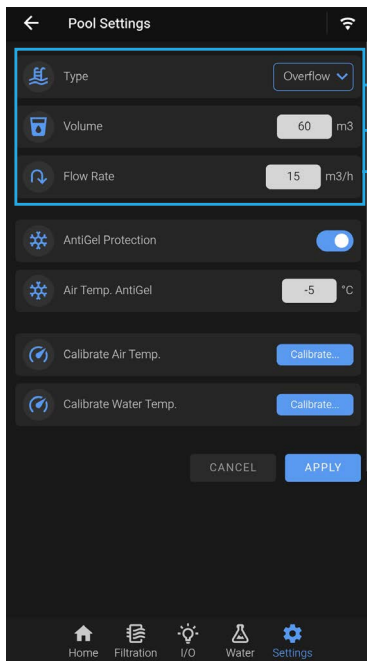 Pool Settings
Type Overflow
Volume 60 m3
Flow Rate 15 m3/h
AntiGel Protection
Air Temp. AntiGel -5 °C
Calibrate Air Temp. Calibrate...
Calibrate Water Temp. Calibrate...
CANCEL APPLY
Home Filtration I/O Water Settings